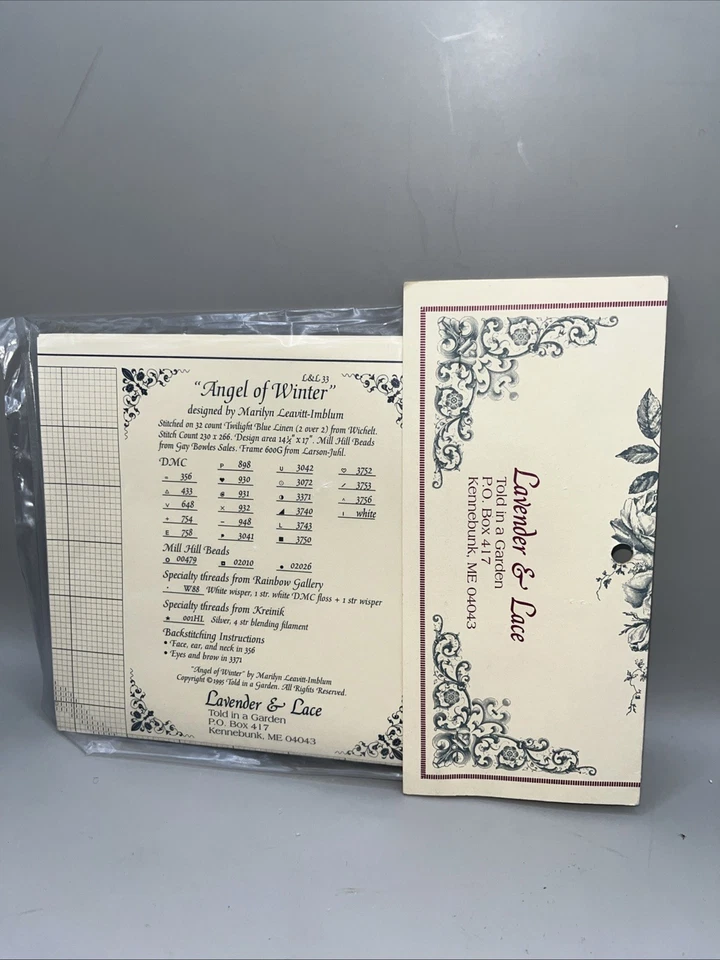 L&L 33
"Angel of Winter"
designed by Marilyn Leavitt-Imblum
Stitched on 32 count Twilight Blue Linen (2 over 2) from Wichelt.
Stitch Count 230 x 266. Design area 14½" x 17". Mill Hill Beads
from Gay Bowles Sales. Frame 600G from Larson-Juhl.
DMC P 898 U 3042 ♡ 3752
= 356 ♥ 930 ⊙ 3072 / 3753
△ 433 931 ◑ 3371 ^ 3756
V 648 X 932 ◢ 3740 I white
+ 754 – 948 L 3743
E 758 3041 ■ 3750
Mill Hill Beads
00479 02010 • 02026
Specialty threads from Rainbow Gallery
· W88 White wisper, 1 str. white DMC floss + 1 str wisper
Specialty threads from Kreinik
001HL Silver, 4 str blending filament
Backstitching Instructions
• Face, ear, and neck in 356
• Eyes and brow in 3371
"Angel of Winter" by Marilyn Leavitt-Imblum
Copyright ©1995 Told in a Garden. All Rights Reserved.
Lavender & Lace
Told in a Garden
P.O. Box 417
Kennebunk, ME 04043
Lavender & Lace
Told in a Garden
P.O. Box 417
Kennebunk, ME 04043